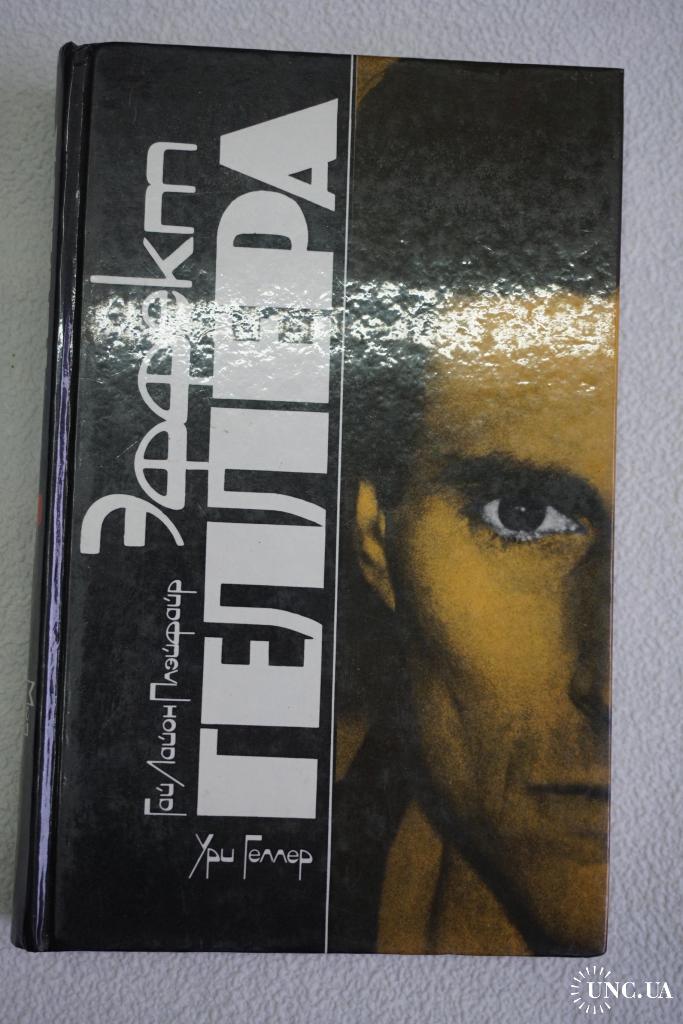 Эффект
ГЕЛЛЕРА
Гай Лайон Плэйфайр
Ури Геллер
UNC.UA